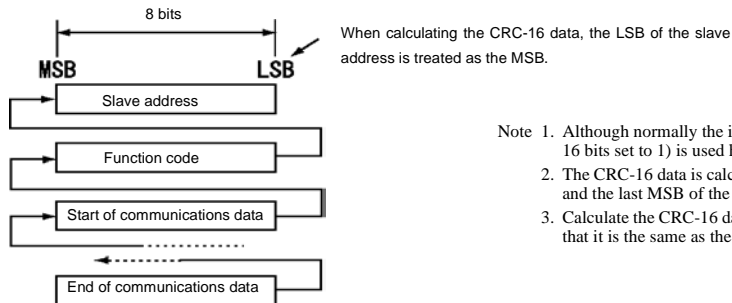 8 bits
MSB
LSB
When calculating the CRC-16 data, the LSB of the slave
address is treated as the MSB.
Slave address
Function code
Start of communications data
End of communications data
Note 1. Although normally the i
16 bits set to 1) is used
2. The CRC-16 data is calc
and the last MSB of the
3. Calculate the CRC-16 da
that it is the same as the